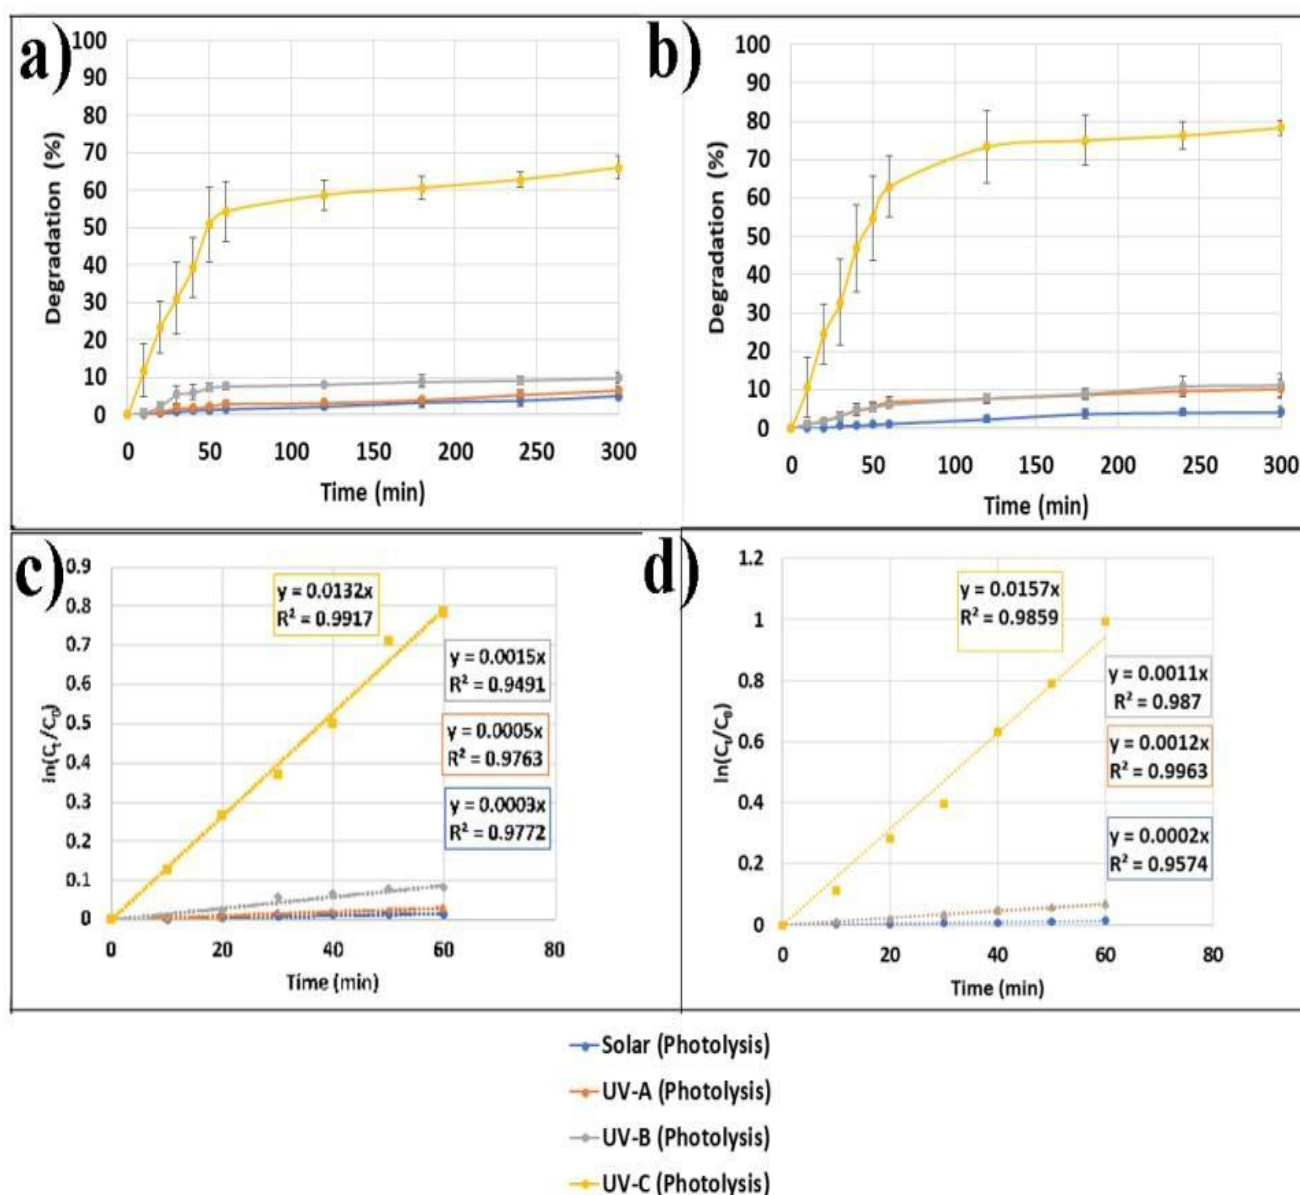 a)
100
90
80
70
60
50
40
30
20
10
0
Degradation (%)
0 50 100 150 200 250 300
Time (min)
b)
100
90
80
70
60
50
40
30
20
10
0
Degradation (%)
0 50 100 150 200 250 300
Time (min)
c)
0.9
0.8
0.7
0.6
0.5
0.4
0.3
0.2
0.1
0
ln(Ct/C0)
y = 0.0132x
R² = 0.9917
y = 0.0015x
R² = 0.9491
y = 0.0005x
R² = 0.9763
y = 0.0003x
R² = 0.9772
0 20 40 60 80
Time (min)
d)
1.2
1
0.8
0.6
0.4
0.2
0
ln(Ct/C0)
y = 0.0157x
R² = 0.9859
y = 0.0011x
R² = 0.987
y = 0.0012x
R² = 0.9963
y = 0.0002x
R² = 0.9574
0 20 40 60 80
Time (min)
Solar (Photolysis)
UV-A (Photolysis)
UV-B (Photolysis)
UV-C (Photolysis)